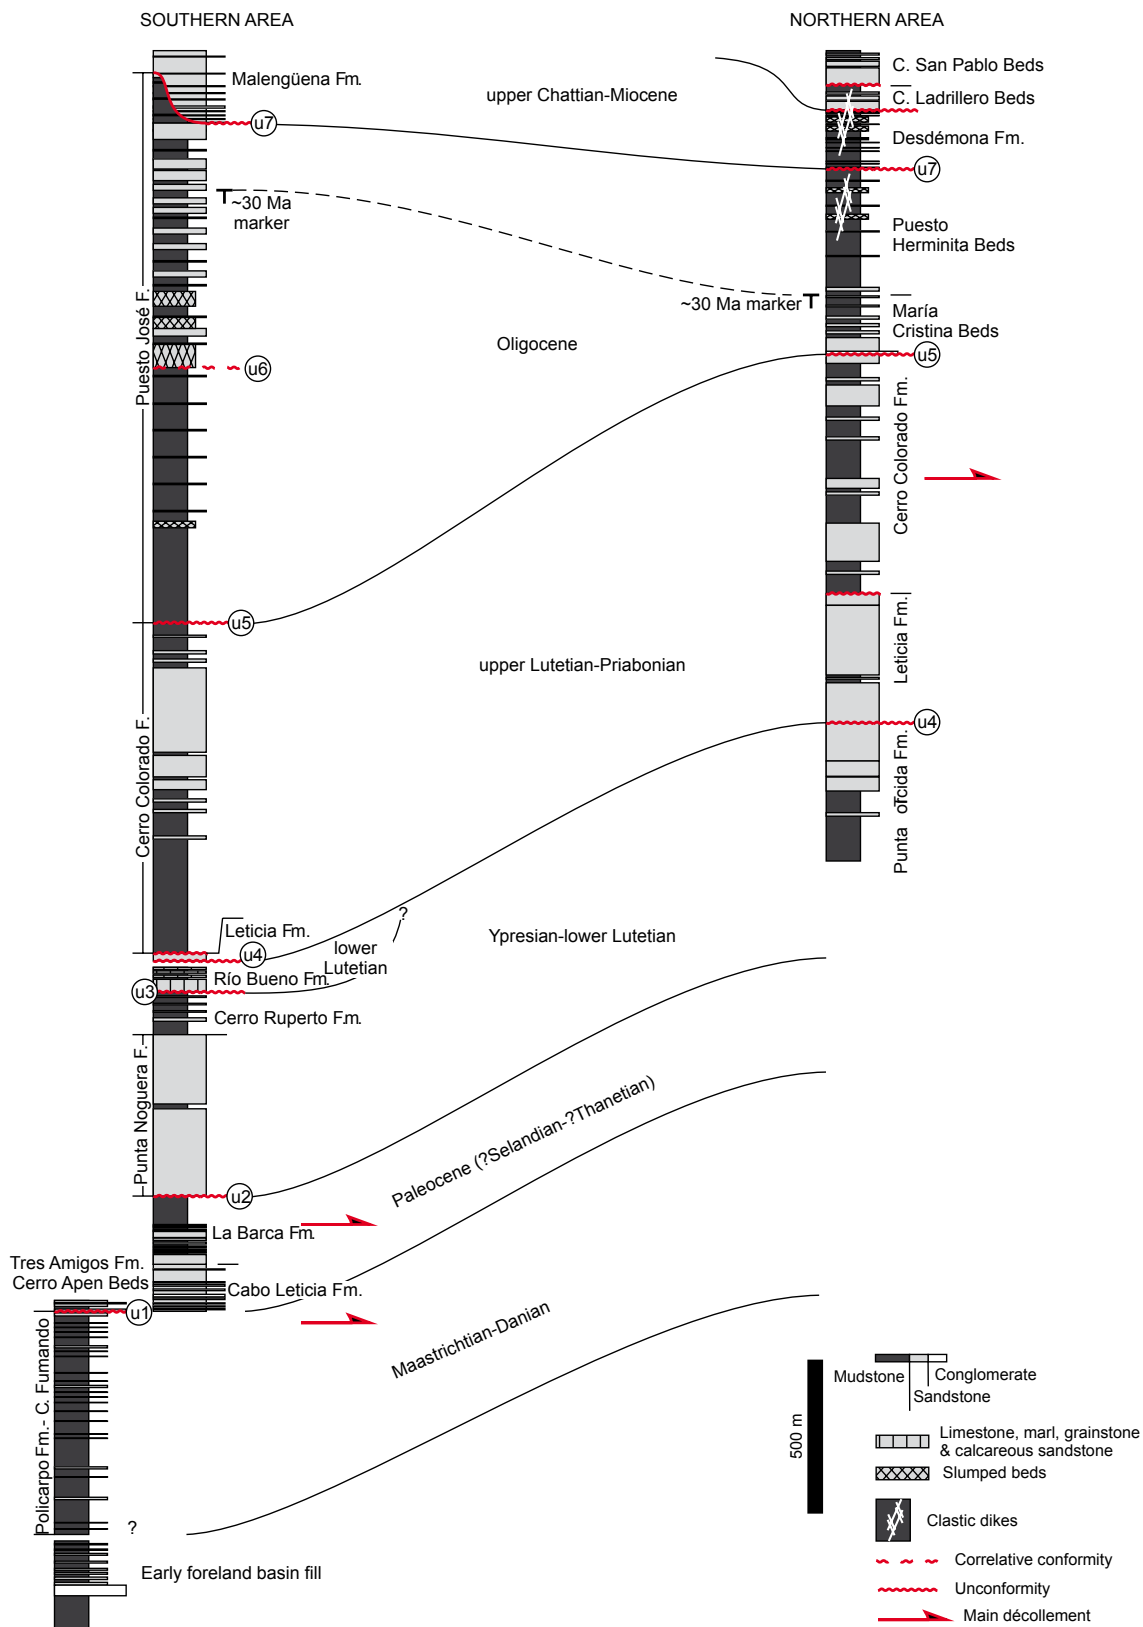 SOUTHERN AREA
NORTHERN AREA
Malengüena Fm.
upper Chattian-Miocene
C. San Pablo Beds
C. Ladrillero Beds
Desdémona Fm.
u7
u7
~30 Ma
marker
Puesto
Herminita Beds
~30 Ma marker
María
Cristina Beds
Puesto José F.
Oligocene
u6
u5
Cerro Colorado Fm.
u5
upper Lutetian-Priabonian
Leticia Fm.
u4
Cerro Colorado F.
Punta
cida Fm.
Leticia Fm.
u4
?
lower
Lutetian
Ypresian-lower Lutetian
Río Bueno Fm.
u3
Cerro Ruperto Fm.
Punta Noguera F.
u2
Paleocene (?Selandian-?Thanetian)
La Barca Fm.
Tres Amigos Fm.
Cerro Apen Beds
Cabo Leticia Fm.
u1
Maastrichtian-Danian
Policarpo Fm.- C. Fumando
?
Early foreland basin fill
500 m
Mudstone
Conglomerate
Sandstone
Limestone, marl, grainstone
& calcareous sandstone
Slumped beds
Clastic dikes
Correlative conformity
Unconformity
Main décollement